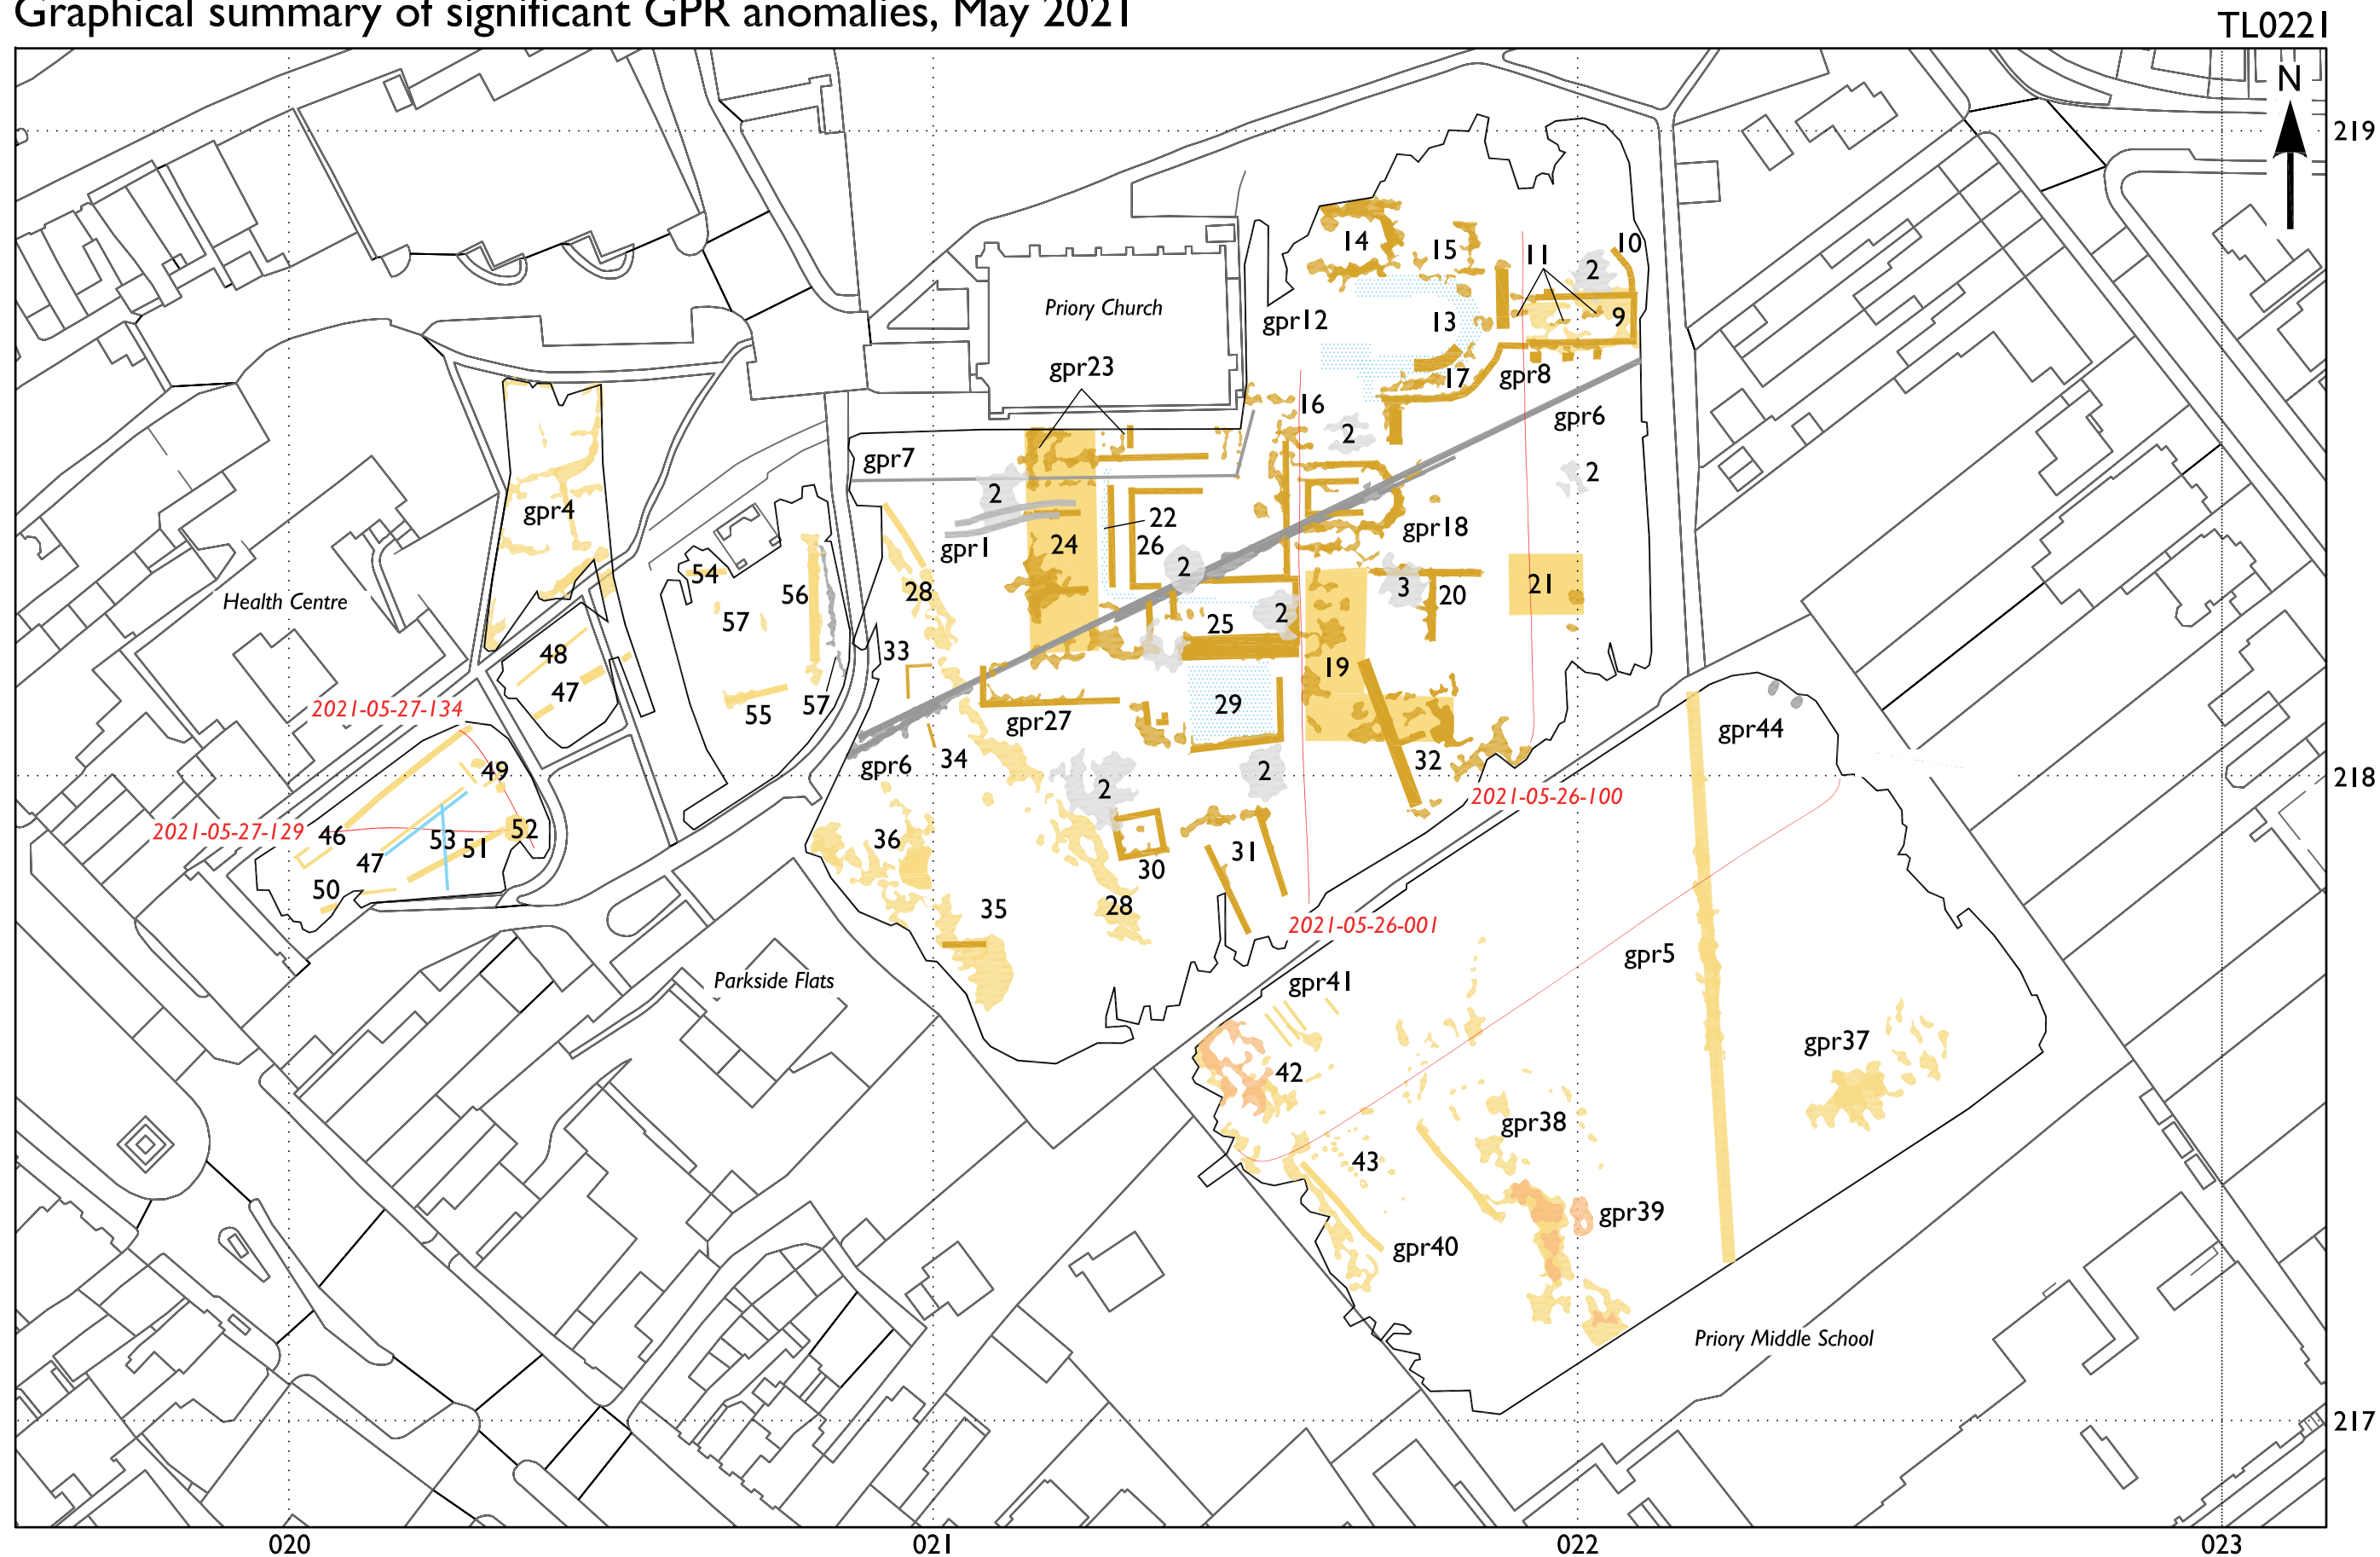 Graphical summary of significant GPR anomalies, May 2021
TL0221
N
219
10
14
15
11
2
Priory Church
9
gpr12
13
gpr23
17
gpr8
16
gpr6
2
gpr7
2
2
gpr4
22
gpr18
26
gpr1
24
2
54
3
21
56
28
20
Health Centre
2
57
25
48
33
19
47
57
29
2021-05-27-134
55
gpr27
gpr44
34
32
gpr6
49
2
218
2
2021-05-26-100
52
2021-05-27-129
46
53
51
36
31
47
30
50
28
35
2021-05-26-001
gpr5
Parkside Flats
gpr41
gpr37
42
gpr38
43
gpr39
gpr40
Priory Middle School
217
020
021
022
023